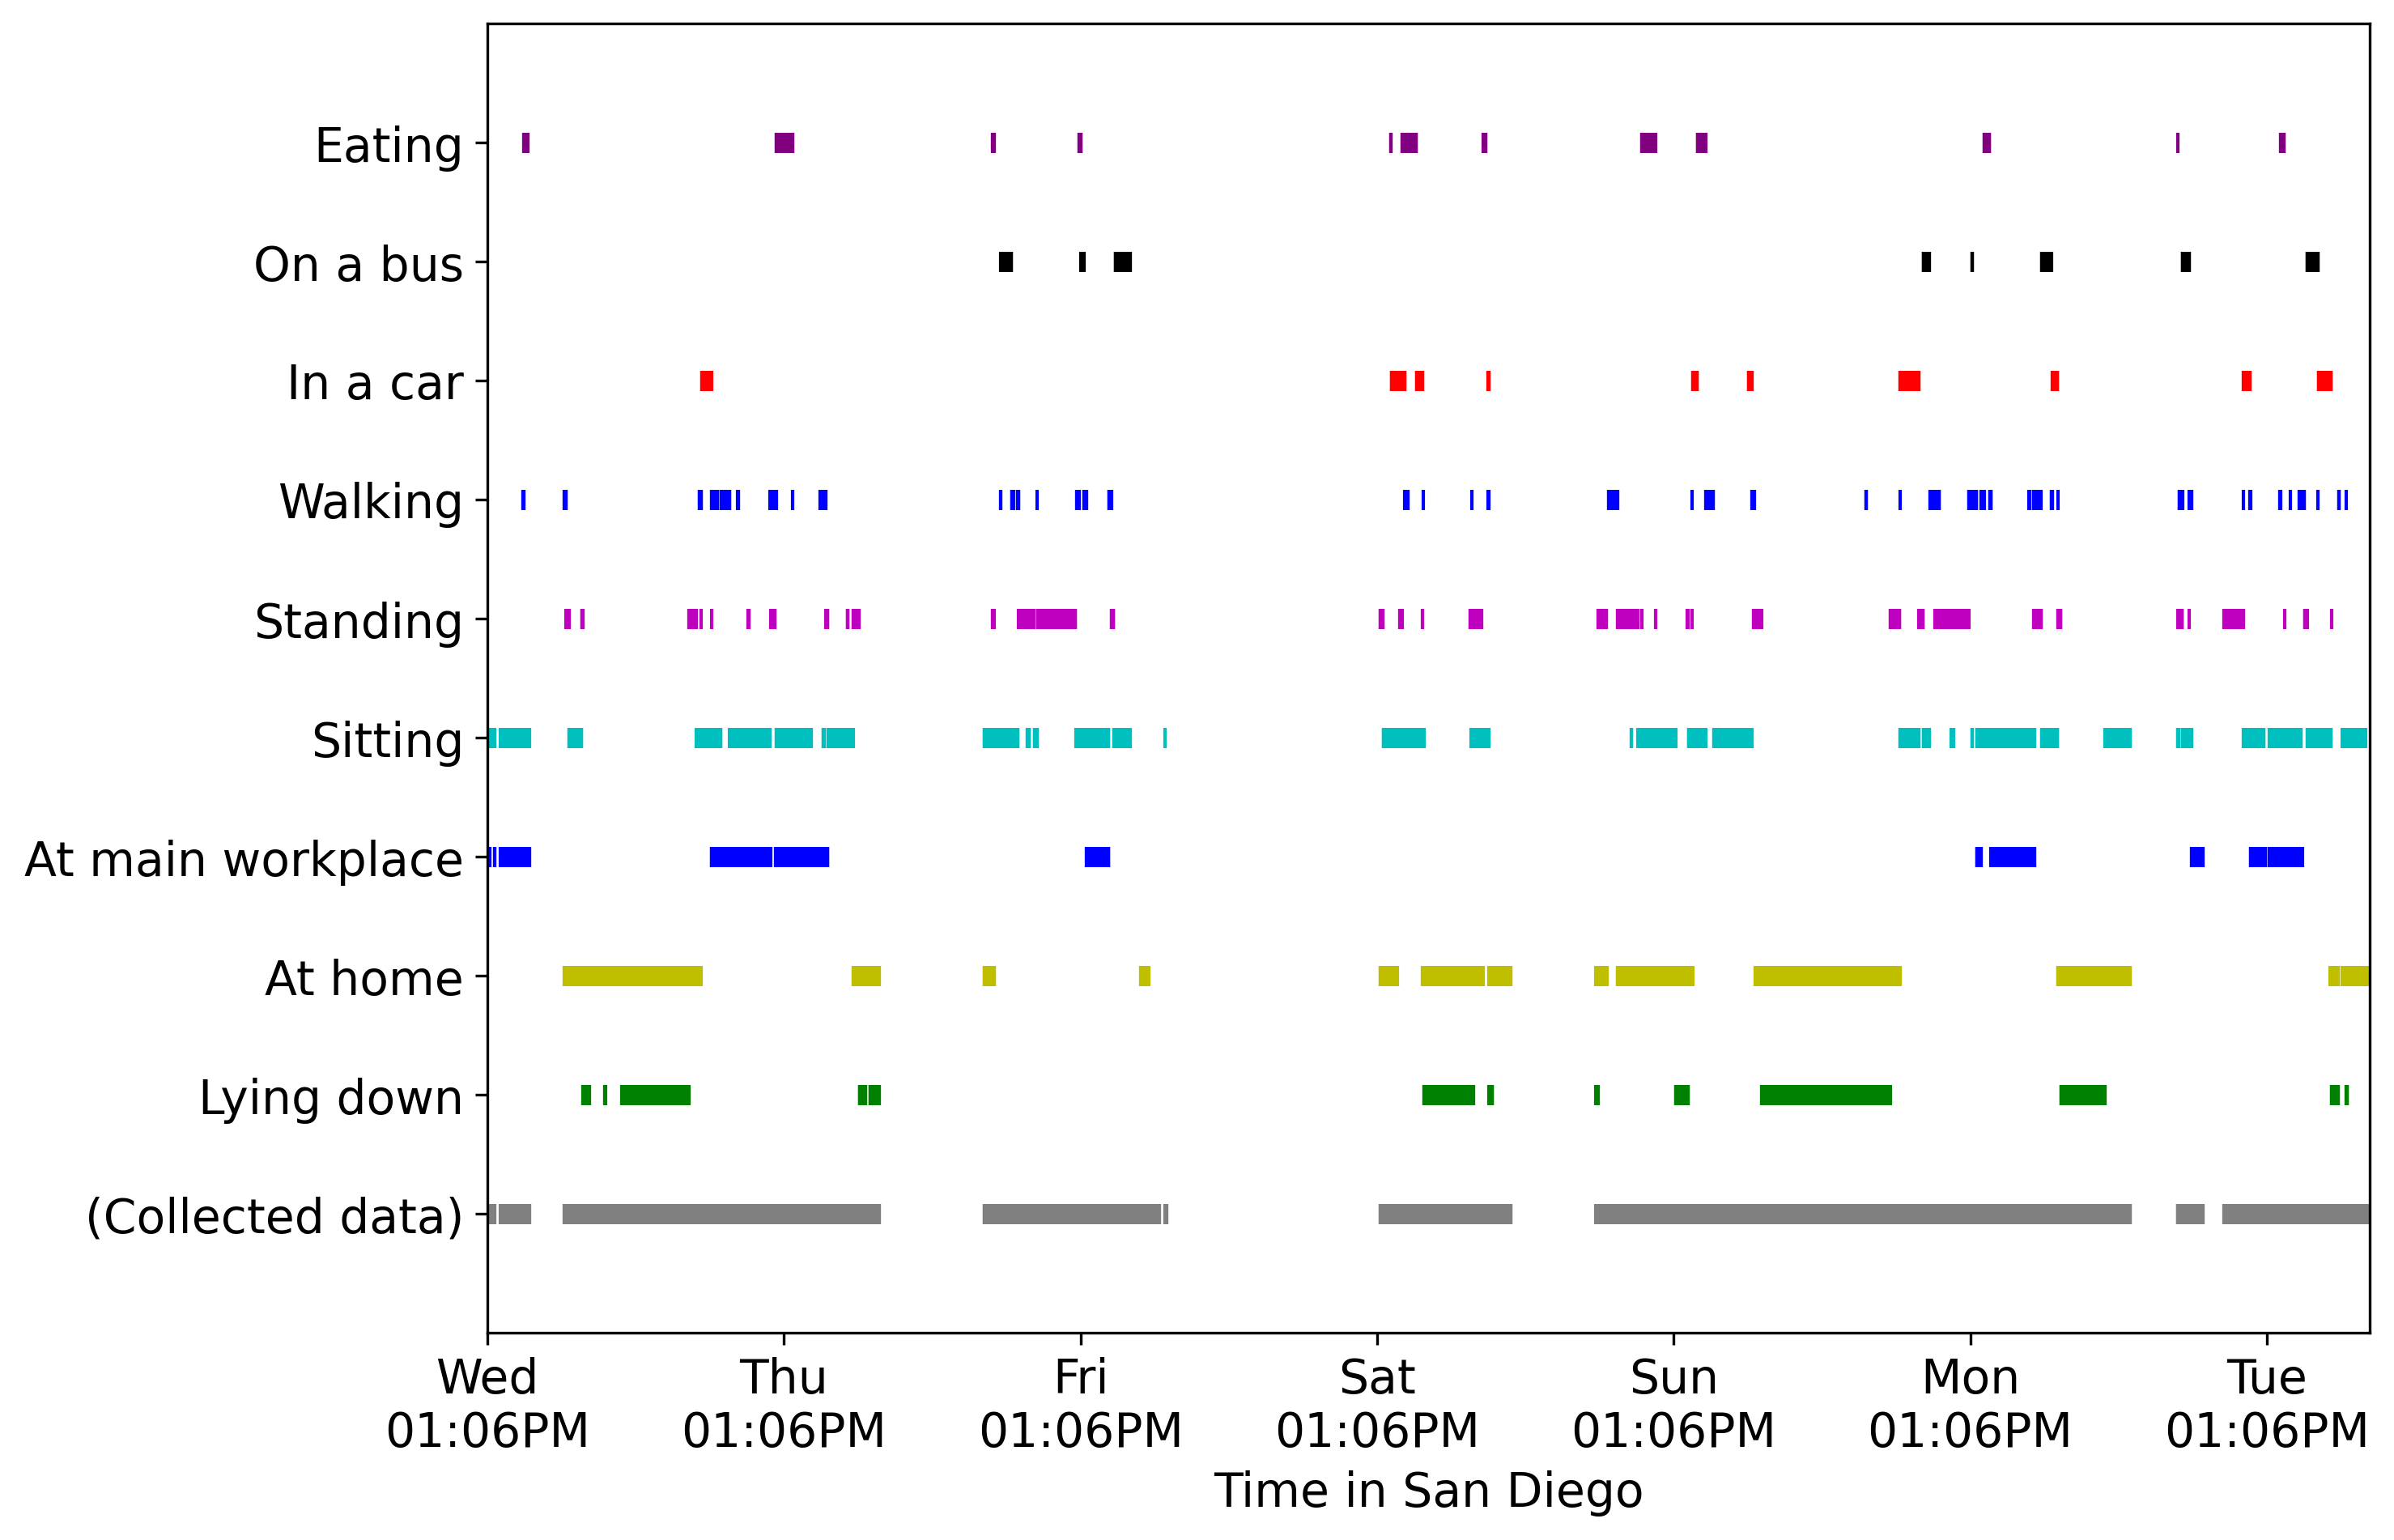 Eating
On a bus
In a car
Walking
Standing
Sitting
At main workplace
At home
Lying down
(Collected data)
Wed Thu Fri Sat Sun Mon Tue
01:06PM 01:06PM 01:06PM 01:06PM 01:06PM 01:06PM 01:06PM
Time in San Diego